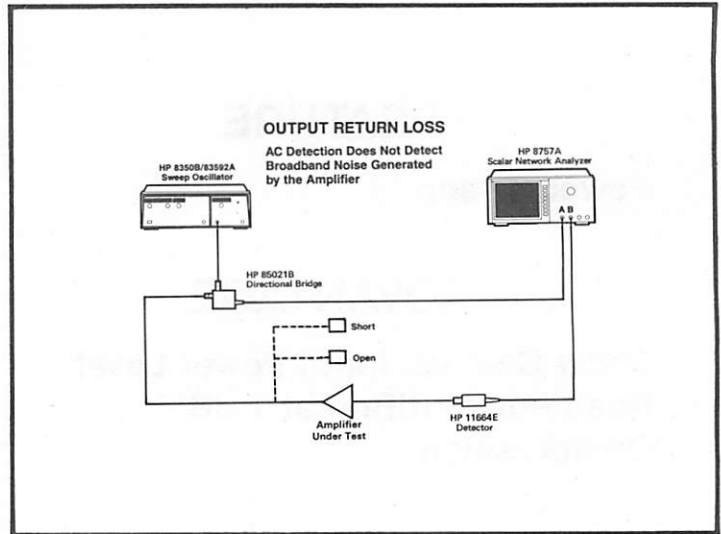 OUTPUT RETURN LOSS
AC Detection Does Not Detect
Broadband Noise Generated
by the Amplifier
HP 8350B/83592A
Sweep Oscillator
HP 8757A
Scalar Network Analyzer
A B
HP 85021B
Directional Bridge
Short
Open
Amplifier
Under Test
HP 11664E
Detector